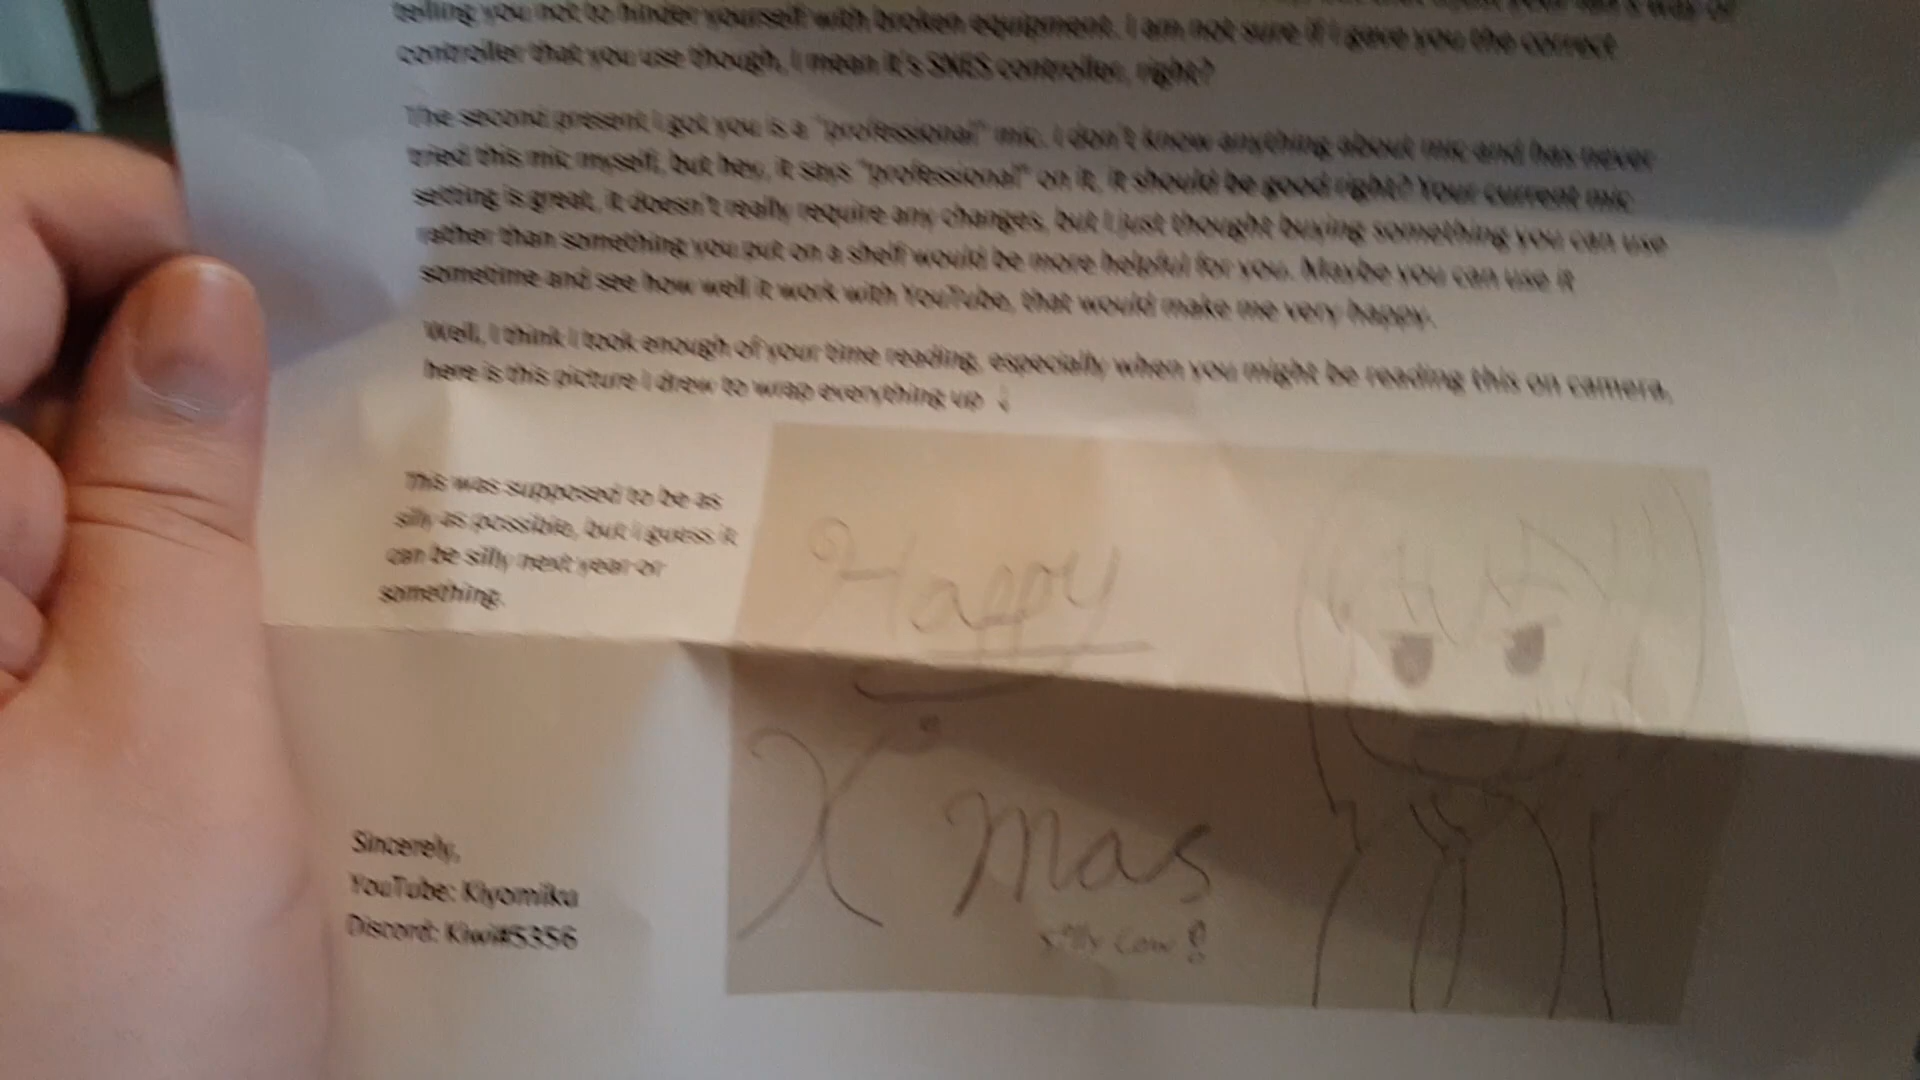 telling you not to hinder yourself with broken equipment. I am not sure if I gave you the correct
controller that you use though, I mean it's SNES controller, right?
The second present I got you is a "professional" mic. I don't know anything about mic and has never
tried this mic myself, but hey, it says "professional" on it, it should be good right? Your current mic
setting is great, it doesn't really require any changes, but I just thought buying something you can use
rather than something you put on a shelf would be more helpful for you. Maybe you can use it
sometime and see how well it work with YouTube, that would make me very happy.
Well, I think I took enough of your time reading, especially when you might be reading this on camera,
here is this picture I drew to wrap everything up :
This was supposed to be as
silly as possible, but I guess it
can be silly next year or
something.
Happy
X mas
silly cow!
Sincerely,
YouTube: Kiyomiku
Discord: Kiwi#5356